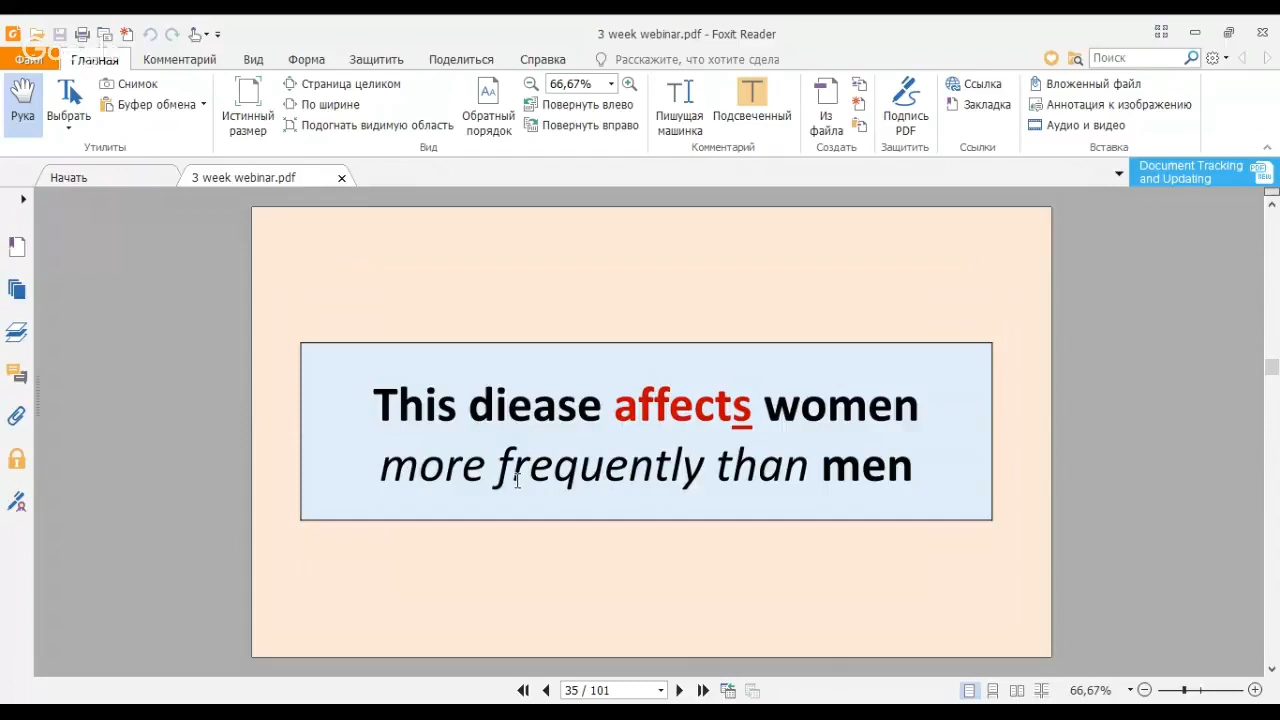 3 week webinar.pdf - Foxit Reader
Файл Главная Комментарий Вид Форма Защитить Поделиться Справка Расскажите, что хотите сдела Поиск
Рука
Выбрать
Снимок
Буфер обмена
Утилиты
Истинный размер
Страница целиком
По ширине
Подогнать видимую область
Обратный порядок
66,67%
Повернуть влево
Повернуть вправо
Вид
Пишущая машинка
Подсвеченный
Комментарий
Из файла
Создать
Подпись PDF
Защитить
Ссылка
Закладка
Ссылки
Вложенный файл
Аннотация к изображению
Аудио и видео
Вставка
Начать 3 week webinar.pdf
Document Tracking
and Updating
This diease affects women
more frequently than men
35 / 101 66,67%